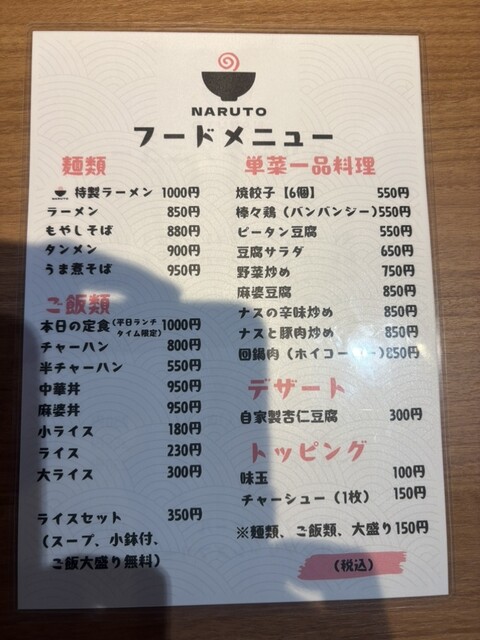 NARUTO
フードメニュー
麺類
特製ラーメン 1000円
ラーメン 850円
もやしそば 880円
タンメン 900円
うま煮そば 950円
ご飯類
本日の定食(平日ランチタイム限定) 1000円
チャーハン 800円
半チャーハン 550円
中華丼 950円
麻婆丼 950円
小ライス 180円
ライス 230円
大ライス 300円
ライスセット 350円
(スープ、小鉢付、
ご飯大盛り無料)
単菜一品料理
焼餃子【6個】 550円
棒々鶏(バンバンジー)550円
ピータン豆腐 550円
豆腐サラダ 650円
野菜炒め 750円
麻婆豆腐 850円
ナスの辛味炒め 850円
ナスと豚肉炒め 850円
回鍋肉(ホイコーロー)850円
デザート
自家製杏仁豆腐 300円
トッピング
味玉 100円
チャーシュー(1枚) 150円
※麺類、ご飯類、大盛り150円
(税込)